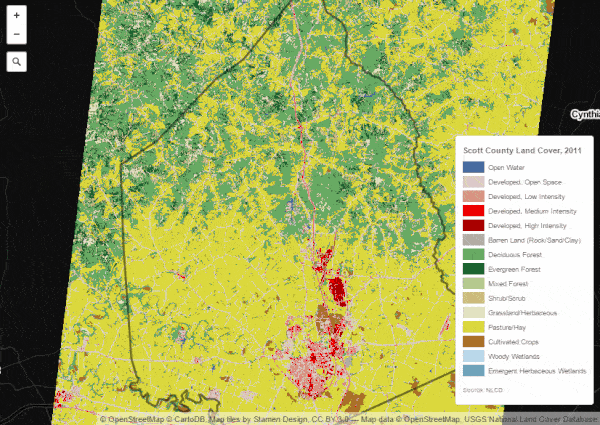 +
−
Cynthia
Scott County Land Cover, 2011
Open Water
Developed, Open Space
Developed, Low Intensity
Developed, Medium Intensity
Developed, High Intensity
Barren Land (Rock/Sand/Clay)
Deciduous Forest
Evergreen Forest
Mixed Forest
Shrub/Scrub
Grassland/Herbaceous
Pasture/Hay
Cultivated Crops
Woody Wetlands
Emergent Herbaceous Wetlands
Source: NLCD
© OpenStreetMap © CartoDB, Map tiles by Stamen Design, CC BY 3.0 — Map data © OpenStreetMap, USGS National Land Cover Database